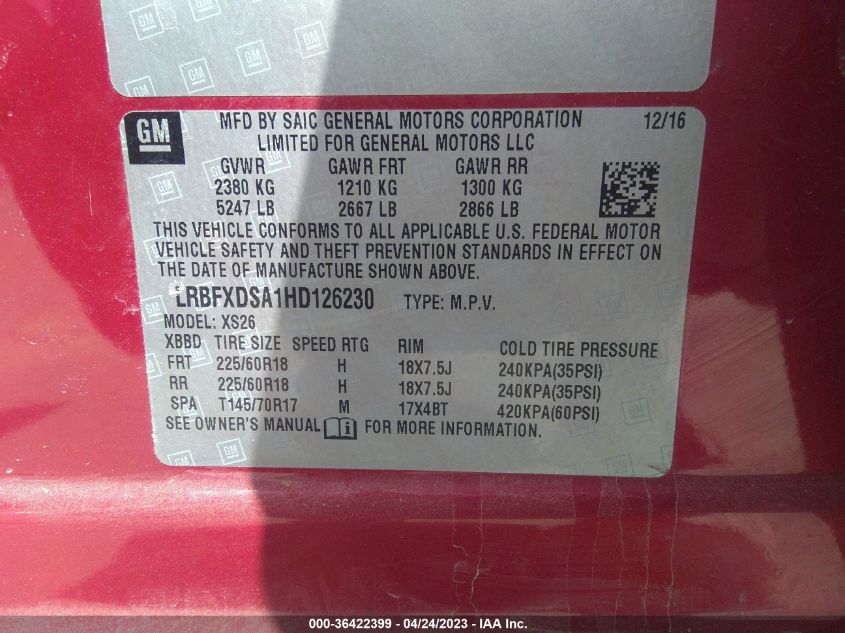 GM
MFD BY SAIC GENERAL MOTORS CORPORATION 12/16
LIMITED FOR GENERAL MOTORS LLC
GVWR GAWR FRT GAWR RR
2380 KG 1210 KG 1300 KG
5247 LB 2667 LB 2866 LB
THIS VEHICLE CONFORMS TO ALL APPLICABLE U.S. FEDERAL MOTOR
VEHICLE SAFETY AND THEFT PREVENTION STANDARDS IN EFFECT ON
THE DATE OF MANUFACTURE SHOWN ABOVE.
LRBFXDSA1HD126230 TYPE: M.P.V.
MODEL: XS26
XBBD TIRE SIZE SPEED RTG RIM COLD TIRE PRESSURE
FRT 225/60R18 H 18X7.5J 240KPA(35PSI)
RR 225/60R18 H 18X7.5J 240KPA(35PSI)
SPA T145/70R17 M 17X4BT 420KPA(60PSI)
SEE OWNER'S MANUAL FOR MORE INFORMATION.
000-36422399 - 04/24/2023 - IAA Inc.